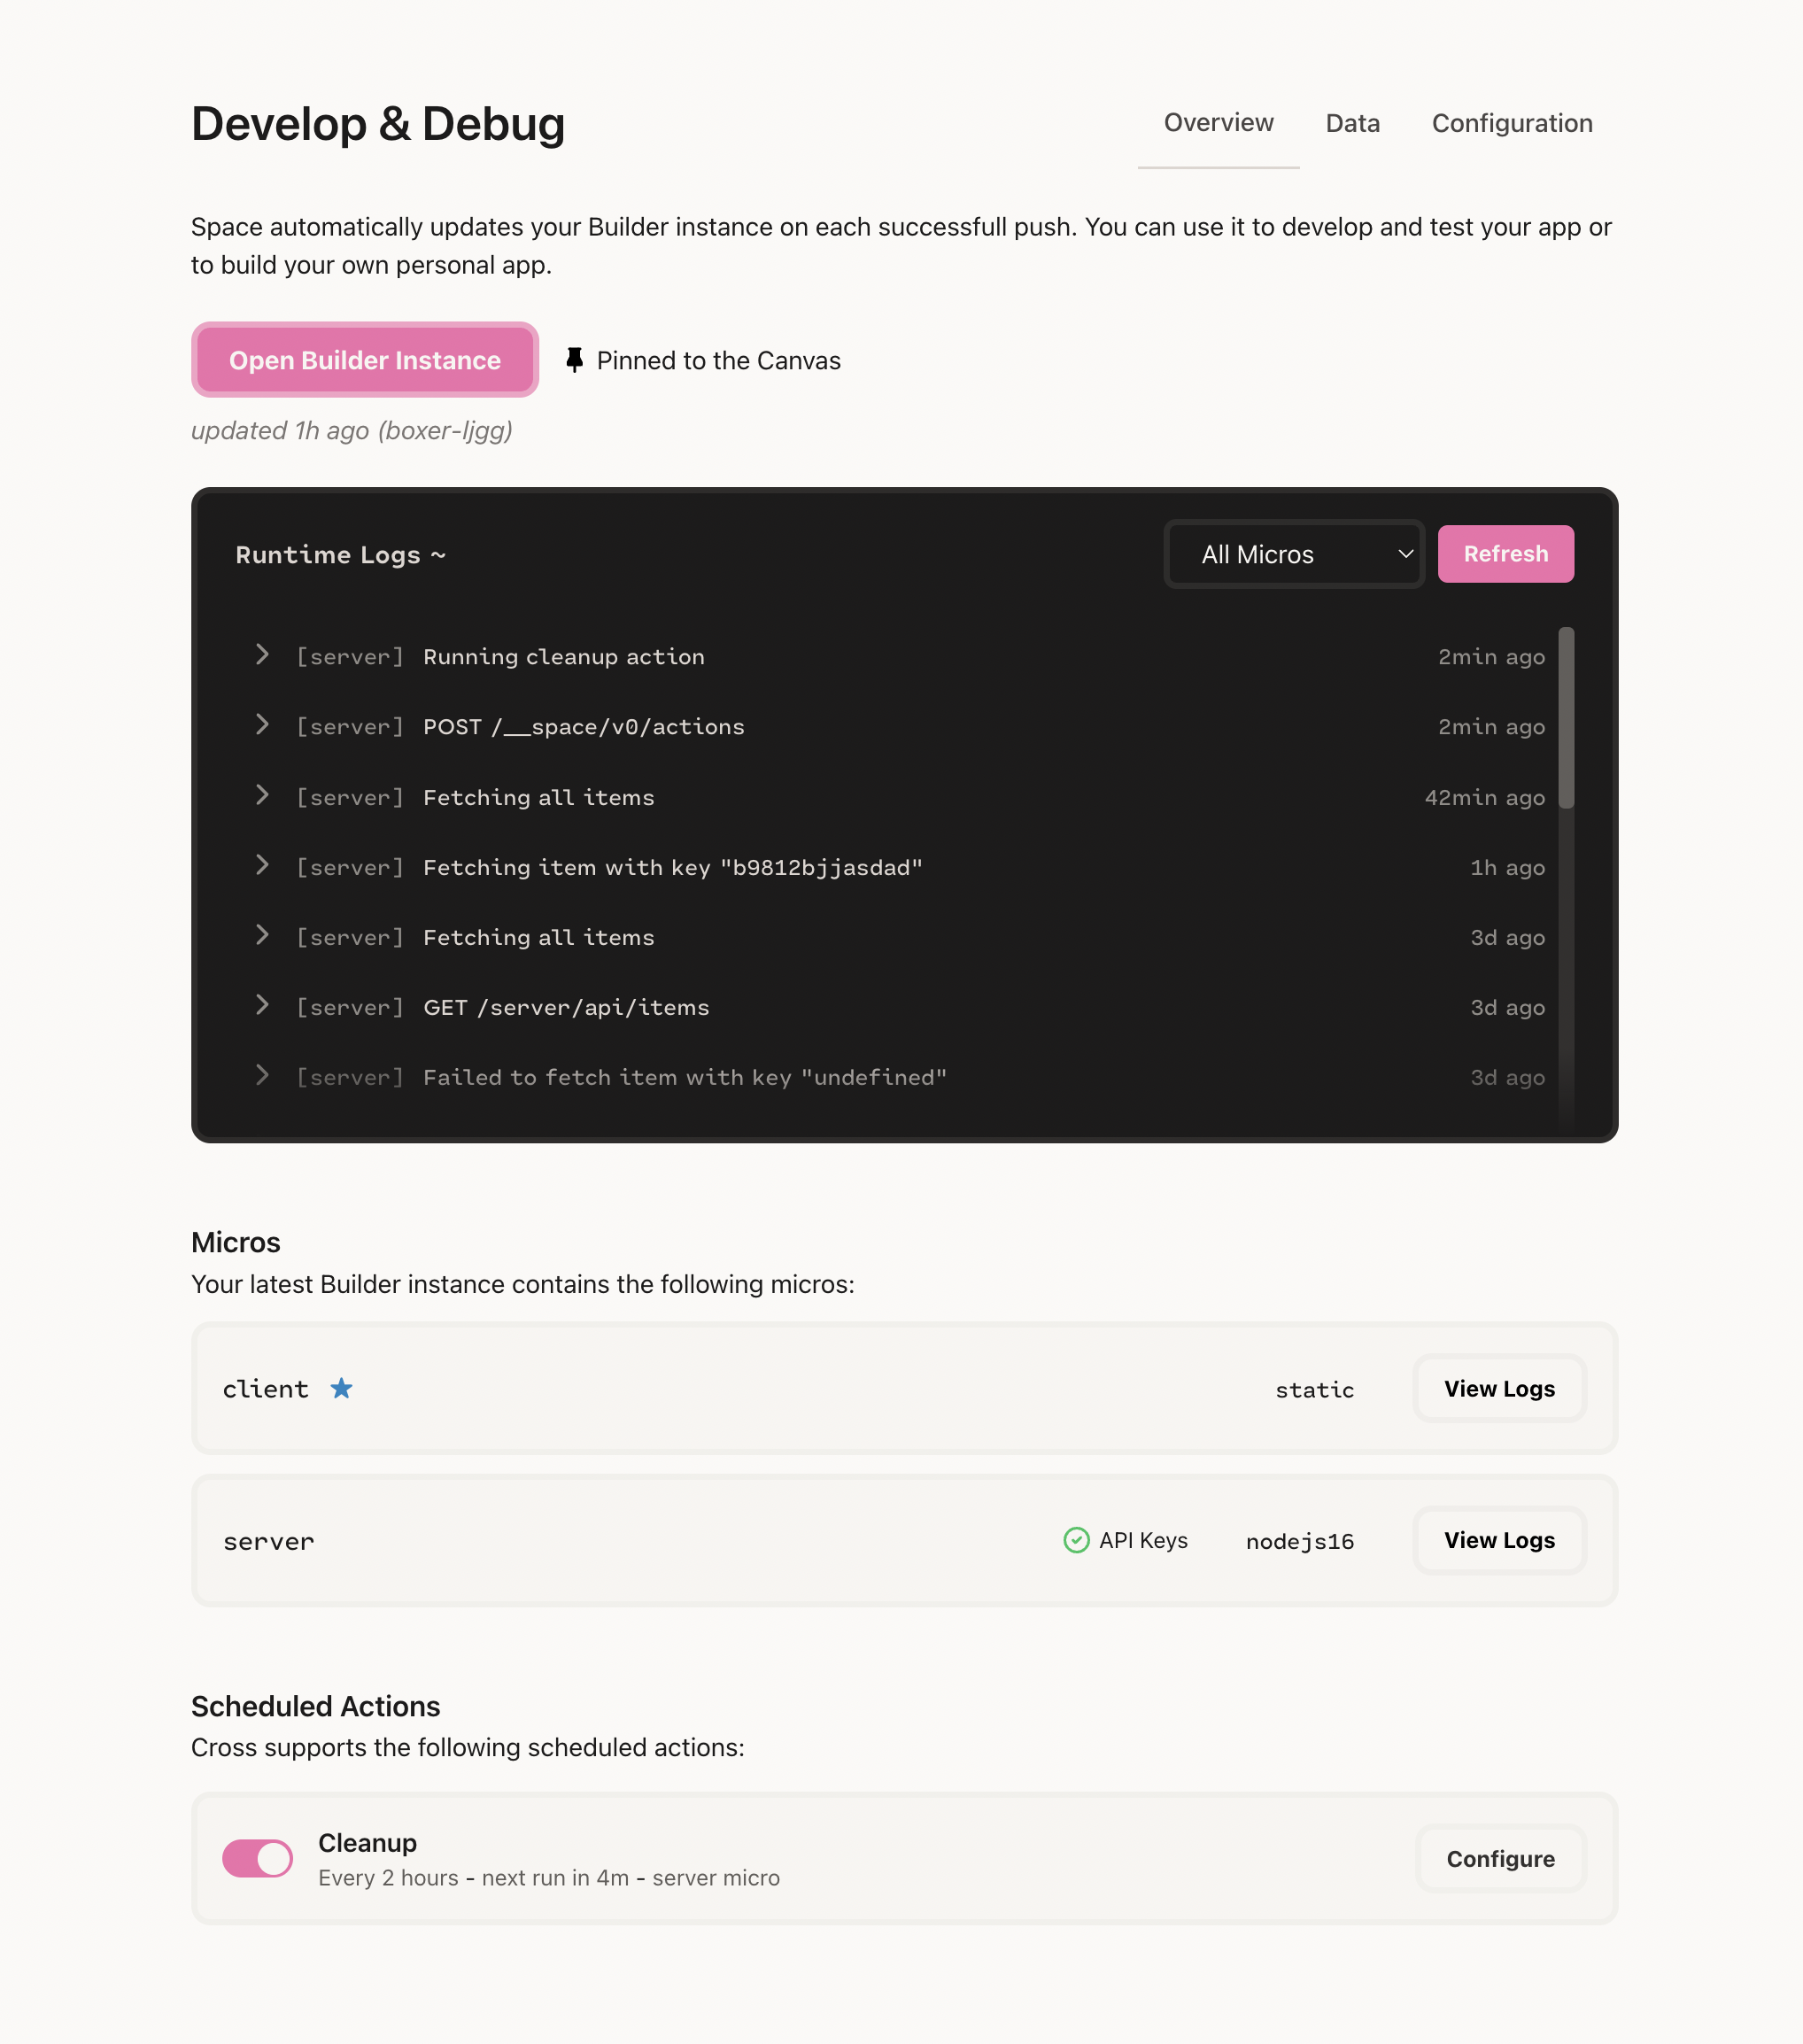 Develop & Debug
Overview
Data
Configuration
Space automatically updates your Builder instance on each successfull push. You can use it to develop and test your app or
to build your own personal app.
Open Builder Instance
Pinned to the Canvas
updated 1h ago (boxer-ljgg)
Runtime Logs ~
All Micros
Refresh
[server] Running cleanup action 2min ago
[server] POST /__space/v0/actions 2min ago
[server] Fetching all items 42min ago
[server] Fetching item with key "b9812bjjasdad" 1h ago
[server] Fetching all items 3d ago
[server] GET /server/api/items 3d ago
[server] Failed to fetch item with key "undefined" 3d ago
Micros
Your latest Builder instance contains the following micros:
client static View Logs
server API Keys nodejs16 View Logs
Scheduled Actions
Cross supports the following scheduled actions:
Cleanup
Every 2 hours - next run in 4m - server micro
Configure